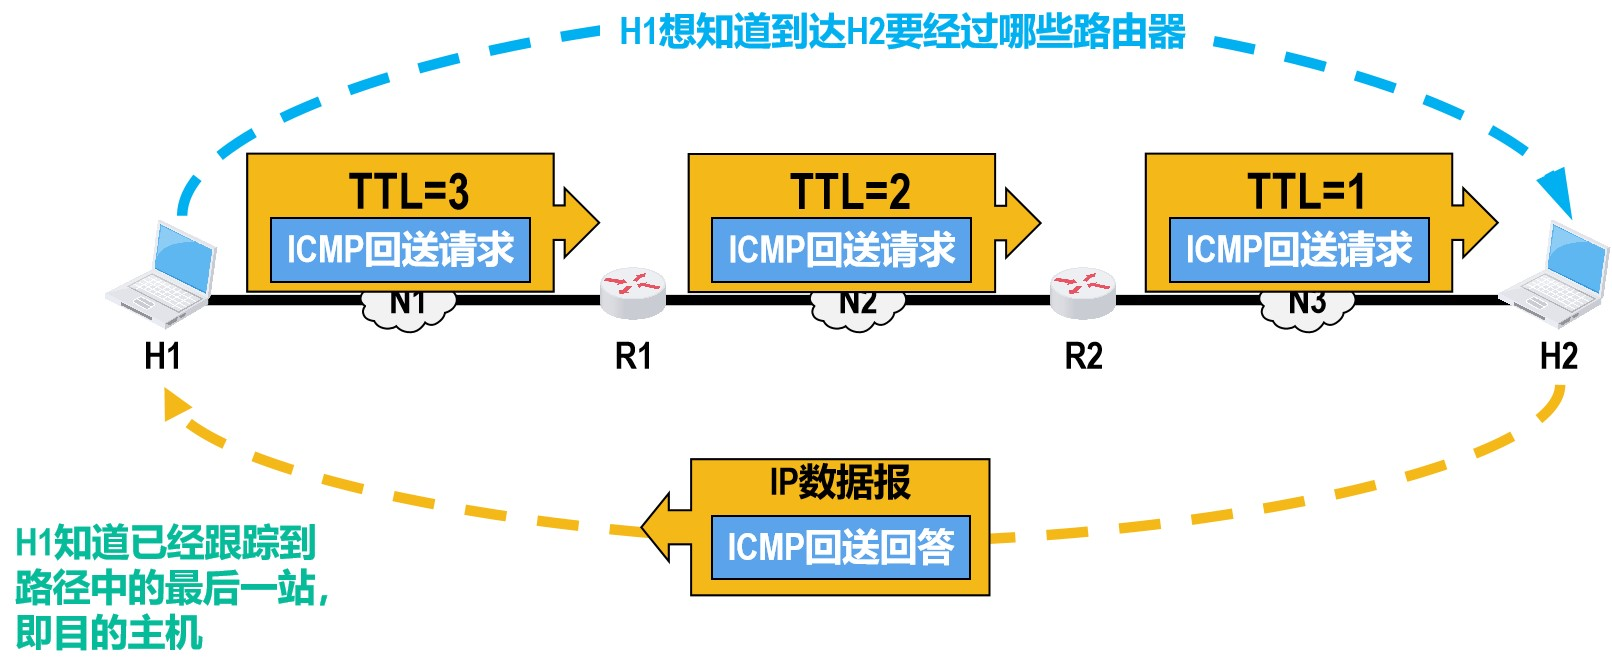 H1想知道到达H2要经过哪些路由器
TTL=3
ICMP回送请求
TTL=2
ICMP回送请求
TTL=1
ICMP回送请求
N1
N2
N3
H1
R1
R2
H2
IP数据报
ICMP回送回答
H1知道已经跟踪到
路径中的最后一站，
即目的主机